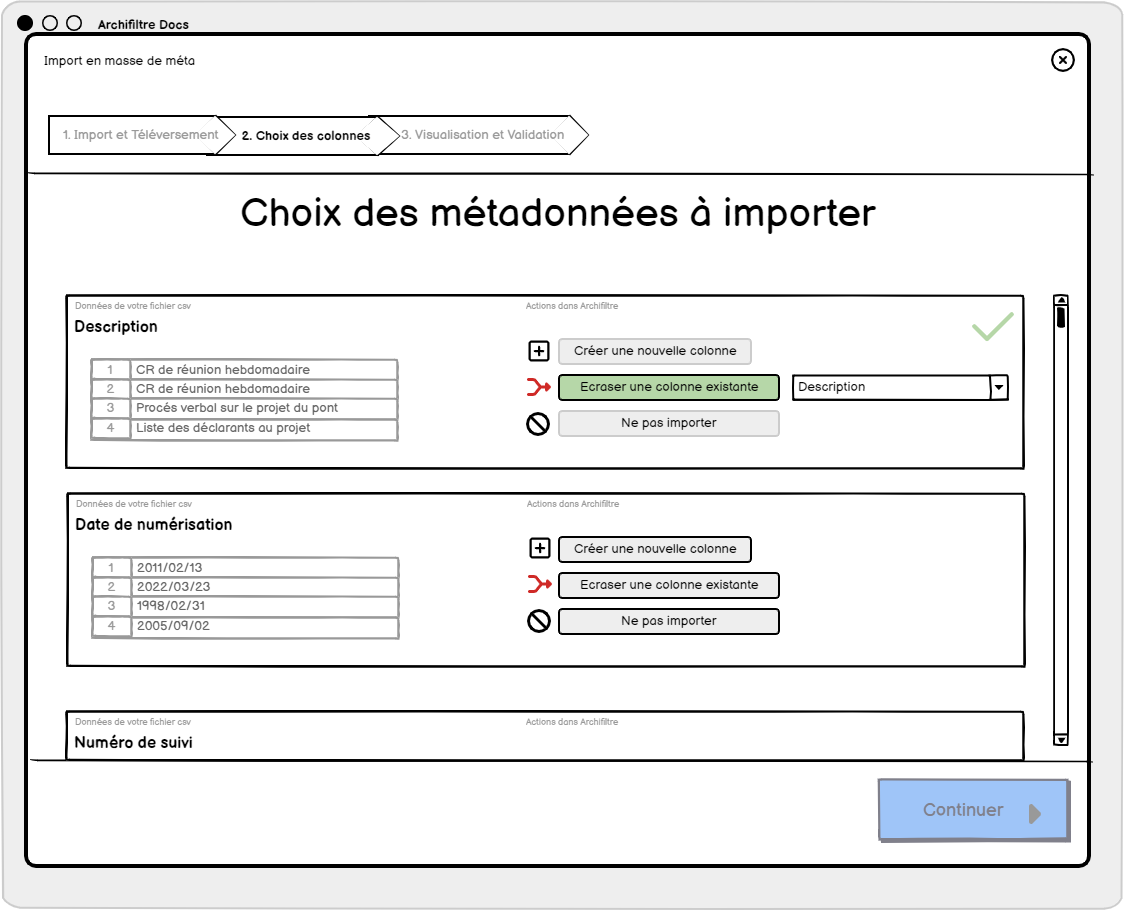 Archifiltre Docs
Import en masse de méta
1. Import et Téléversement
2. Choix des colonnes
3. Visualisation et Validation
Choix des métadonnées à importer
Données de votre fichier csv
Description
1 CR de réunion hebdomadaire
2 CR de réunion hebdomadaire
3 Procés verbal sur le projet du pont
4 Liste des déclarants au projet
Actions dans Archifiltre
Créer une nouvelle colonne
Ecraser une colonne existante
Description
Ne pas importer
Données de votre fichier csv
Date de numérisation
1 2011/02/13
2 2022/03/23
3 1998/02/31
4 2005/09/02
Actions dans Archifiltre
Créer une nouvelle colonne
Ecraser une colonne existante
Ne pas importer
Données de votre fichier csv
Numéro de suivi
Actions dans Archifiltre
Continuer